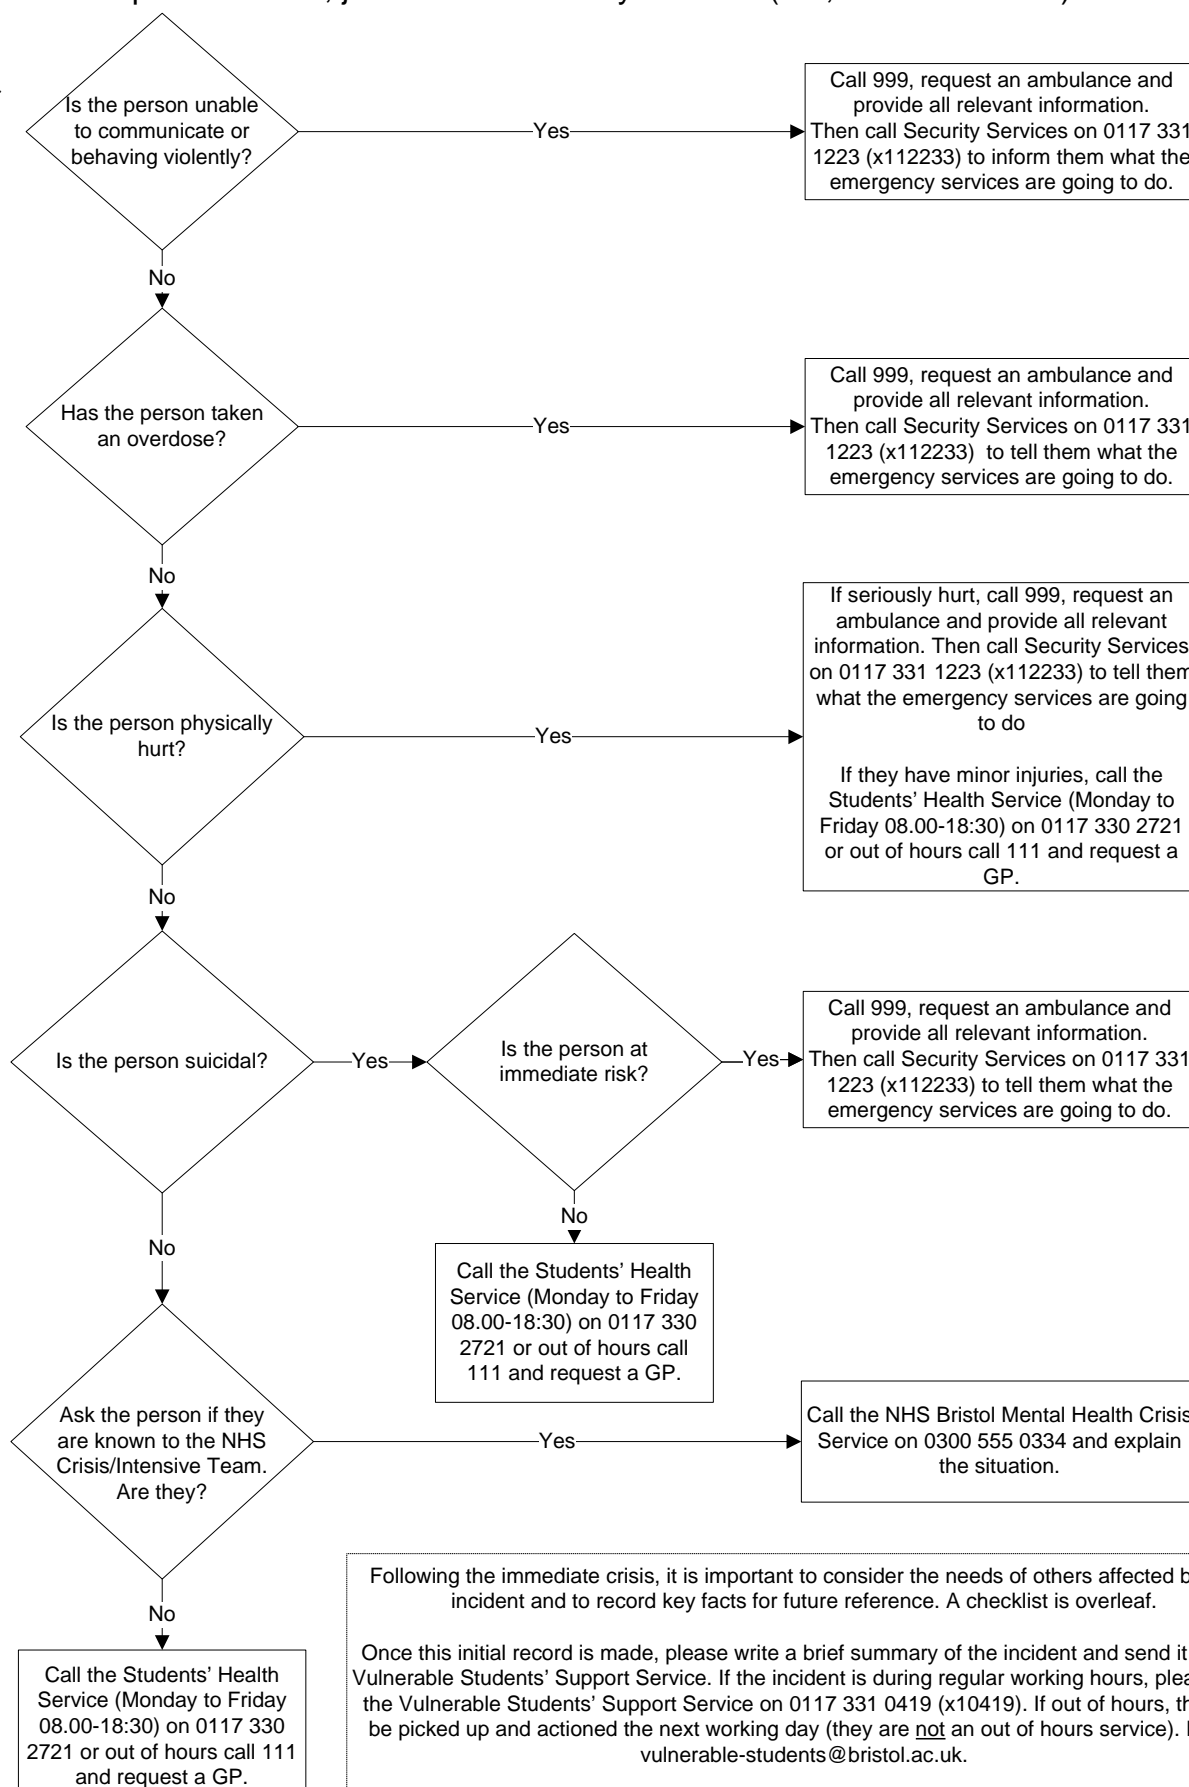 Is the person unable
to communicate or
behaving violently?
Yes
Call 999, request an ambulance and
provide all relevant information.
Then call Security Services on 0117 331
1223 (x112233) to inform them what the
emergency services are going to do.
No
Has the person taken
an overdose?
Yes
Call 999, request an ambulance and
provide all relevant information.
Then call Security Services on 0117 331
1223 (x112233)  to tell them what the
emergency services are going to do.
No
Is the person physically
hurt?
Yes
If seriously hurt, call 999, request an
ambulance and provide all relevant
information. Then call Security Services
on 0117 331 1223 (x112233) to tell them
what the emergency services are going
to do
If they have minor injuries, call the
Students’ Health Service (Monday to
Friday 08.00-18:30) on 0117 330 2721
or out of hours call 111 and request a
GP.
No
Is the person suicidal?
Yes
Is the person at
immediate risk?
Yes
Call 999, request an ambulance and
provide all relevant information.
Then call Security Services on 0117 331
1223 (x112233) to tell them what the
emergency services are going to do.
No
Call the Students’ Health
Service (Monday to Friday
08.00-18:30) on 0117 330
2721 or out of hours call
111 and request a GP.
No
Ask the person if they
are known to the NHS
Crisis/Intensive Team.
Are they?
Yes
Call the NHS Bristol Mental Health Crisis
Service on 0300 555 0334 and explain
the situation.
No
Call the Students’ Health
Service (Monday to Friday
08.00-18:30) on 0117 330
2721 or out of hours call 111
and request a GP.
Following the immediate crisis, it is important to consider the needs of others affected
incident and to record key facts for future reference. A checklist is overleaf.
Once this initial record is made, please write a brief summary of the incident and send it
Vulnerable Students’ Support Service. If the incident is during regular working hours,
the Vulnerable Students’ Support Service on 0117 331 0419 (x10419). If out of hours,
be picked up and actioned the next working day (they are not an out of hours service).
vulnerable-students@bristol.ac.uk.